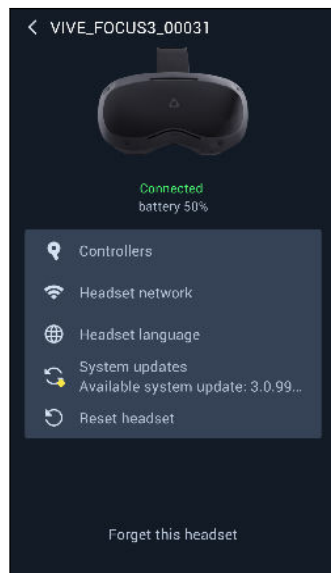 VIVE_FOCUS3_00031
Connected
battery 50%
Controllers
Headset network
Headset language
System updates
Available system update: 3.0.99...
Reset headset
Forget this headset